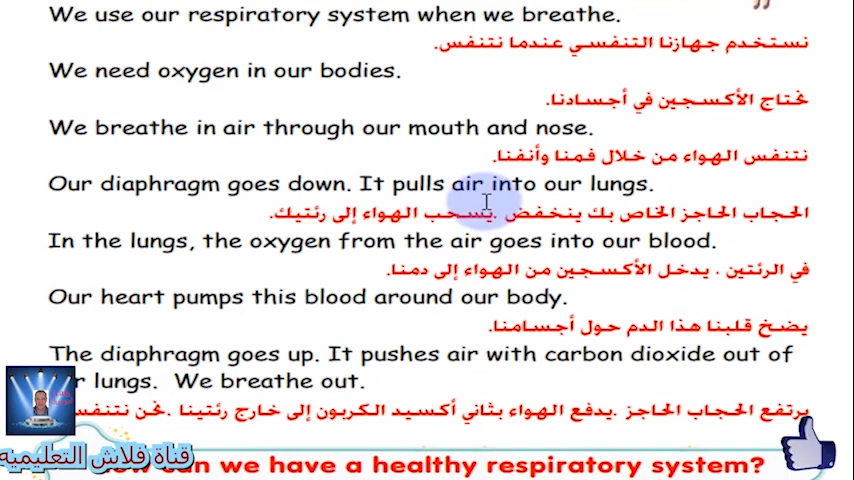 We use our respiratory system when we breathe.
نستخدم جهازنا التنفسي عندما نتنفس.
We need oxygen in our bodies.
نحتاج الأكسجين في أجسادنا.
We breathe in air through our mouth and nose.
نتنفس الهواء من خلال فمنا وأنفنا.
Our diaphragm goes down. It pulls air into our lungs.
الحجاب الحاجز الخاص بك ينخفض .يسحب الهواء إلى رئتيك.
In the lungs, the oxygen from the air goes into our blood.
في الرئتين ، يدخل الأكسجين من الهواء إلى دمنا.
Our heart pumps this blood around our body.
يضخ قلبنا هذا الدم حول أجسامنا.
The diaphragm goes up. It pushes air with carbon dioxide out of
lungs. We breathe out.
يرتفع الحجاب الحاجز .يدفع الهواء بثاني أكسيد الكربون إلى خارج رئتينا .نحن نتنفس
قناة فلاش التعليميه
can we have a healthy respiratory system?